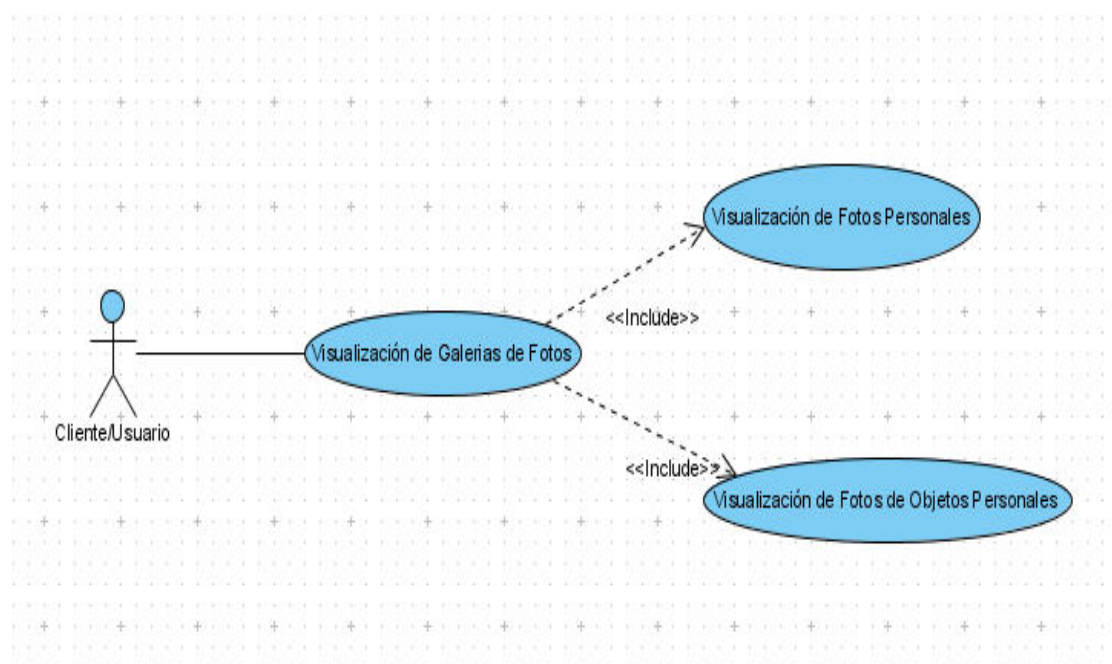 Visualización de Fotos Personales
<<Include>>
Visualización de Galerias de Fotos
Cliente/Usuario
<<Include>>
Visualización de Fotos de Objetos Personales